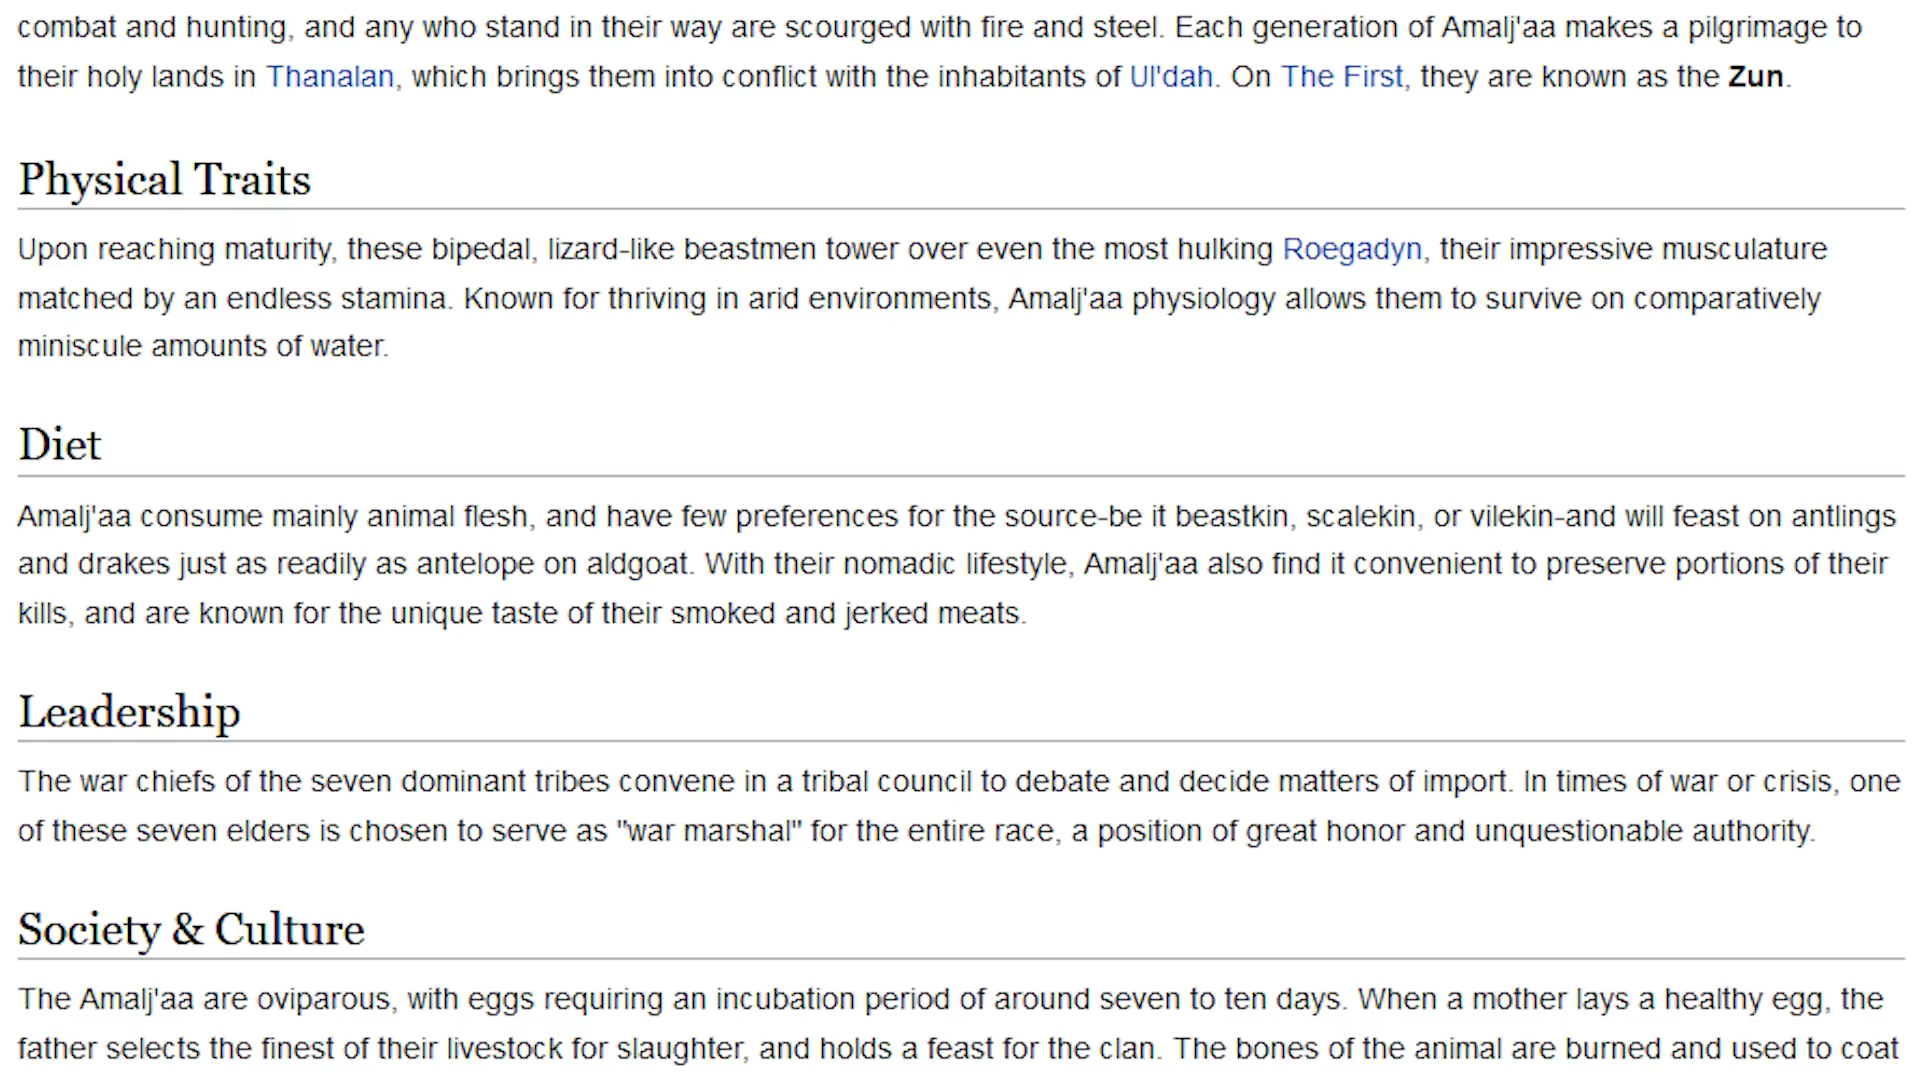 combat and hunting, and any who stand in their way are scourged with fire and steel. Each generation of Amalj'aa makes a pilgrimage to
their holy lands in Thanalan, which brings them into conflict with the inhabitants of Ul'dah. On The First, they are known as the Zun.
Physical Traits
Upon reaching maturity, these bipedal, lizard-like beastmen tower over even the most hulking Roegadyn, their impressive musculature
matched by an endless stamina. Known for thriving in arid environments, Amalj'aa physiology allows them to survive on comparatively
miniscule amounts of water.
Diet
Amalj'aa consume mainly animal flesh, and have few preferences for the source-be it beastkin, scalekin, or vilekin-and will feast on antlings
and drakes just as readily as antelope on aldgoat. With their nomadic lifestyle, Amalj'aa also find it convenient to preserve portions of their
kills, and are known for the unique taste of their smoked and jerked meats.
Leadership
The war chiefs of the seven dominant tribes convene in a tribal council to debate and decide matters of import. In times of war or crisis, one
of these seven elders is chosen to serve as "war marshal" for the entire race, a position of great honor and unquestionable authority.
Society & Culture
The Amalj'aa are oviparous, with eggs requiring an incubation period of around seven to ten days. When a mother lays a healthy egg, the
father selects the finest of their livestock for slaughter, and holds a feast for the clan. The bones of the animal are burned and used to coat